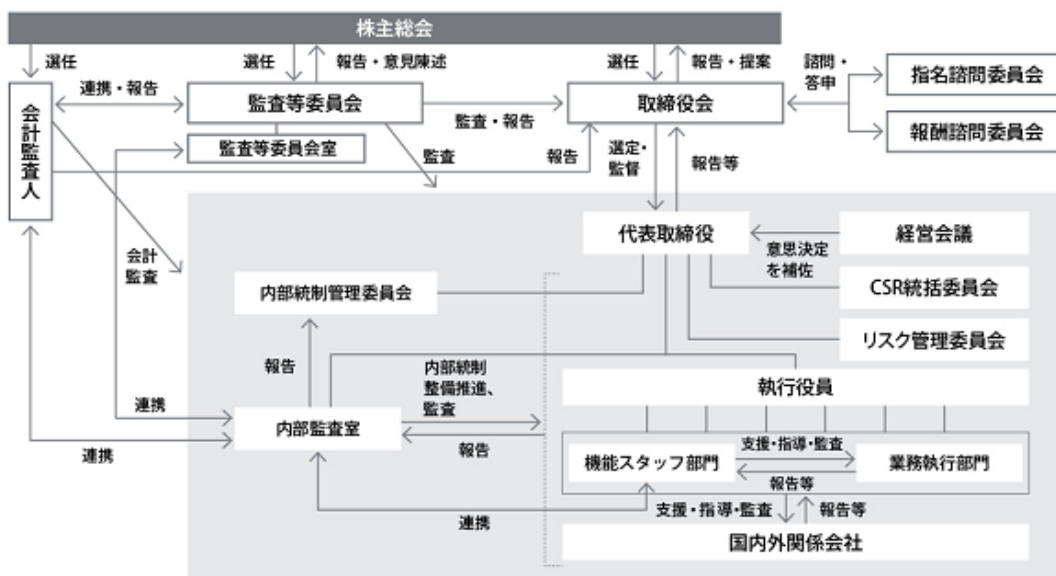 株主総会
選任
選任
報告・意見陳述
選任
報告・提案
諮問・
答申
指名諮問委員会
報酬諮問委員会
会計監査人
連携・報告
監査等委員会
監査・報告
取締役会
監査等委員会室
監査
報告
選定・
監督
報告等
会計
監査
代表取締役
意思決定
を補佐
経営会議
CSR統括委員会
リスク管理委員会
内部統制管理委員会
報告
内部統制
整備推進、
監査
執行役員
連携
内部監査室
報告
連携
機能スタッフ部門
支援・指導・監査
業務執行部門
報告等
連携
支援・指導・監査
報告等
国内外関係会社